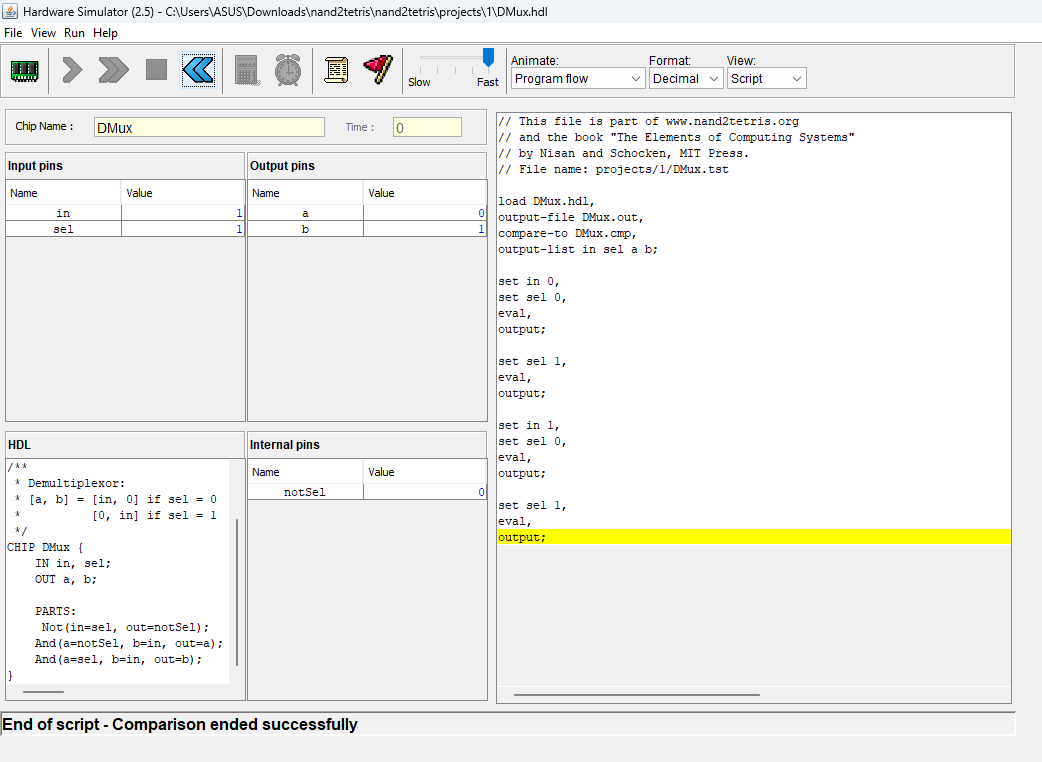 Hardware Simulator (2.5) - C:\Users\ASUS\Downloads\nand2tetris\nand2tetris\projects\1\DMux.hdl
File View Run Help
Animate: Format: View:
Slow Fast Program flow Decimal Script
Chip Name : DMux Time : 0
Input pins
Name Value
in 1
sel 1
Output pins
Name Value
a 0
b 1
HDL
/**
 * Demultiplexor:
 * [a, b] = [in, 0] if sel = 0
 *          [0, in] if sel = 1
 */
CHIP DMux {
    IN in, sel;
    OUT a, b;

    PARTS:
     Not(in=sel, out=notSel);
    And(a=notSel, b=in, out=a);
    And(a=sel, b=in, out=b);
}
Internal pins
Name Value
notSel 0
// This file is part of www.nand2tetris.org
// and the book "The Elements of Computing Systems"
// by Nisan and Schocken, MIT Press.
// File name: projects/1/DMux.tst

load DMux.hdl,
output-file DMux.out,
compare-to DMux.cmp,
output-list in sel a b;

set in 0,
set sel 0,
eval,
output;

set sel 1,
eval,
output;

set in 1,
set sel 0,
eval,
output;

set sel 1,
eval,
output;
End of script - Comparison ended successfully